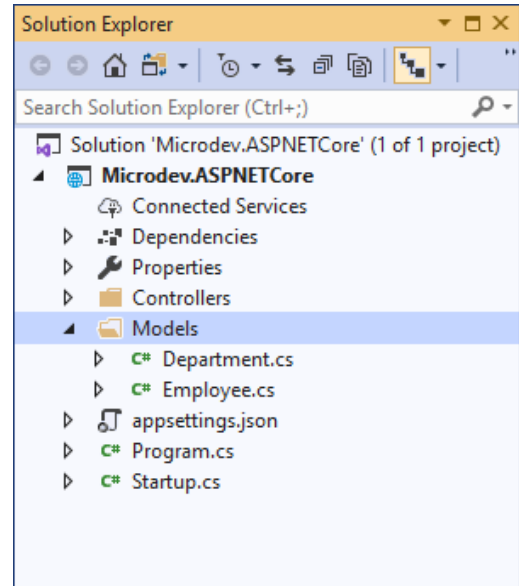 Solution Explorer
Search Solution Explorer (Ctrl+;)
Solution 'Microdev.ASPNETCore' (1 of 1 project)
Microdev.ASPNETCore
Connected Services
Dependencies
Properties
Controllers
Models
C# Department.cs
C# Employee.cs
appsettings.json
C# Program.cs
C# Startup.cs